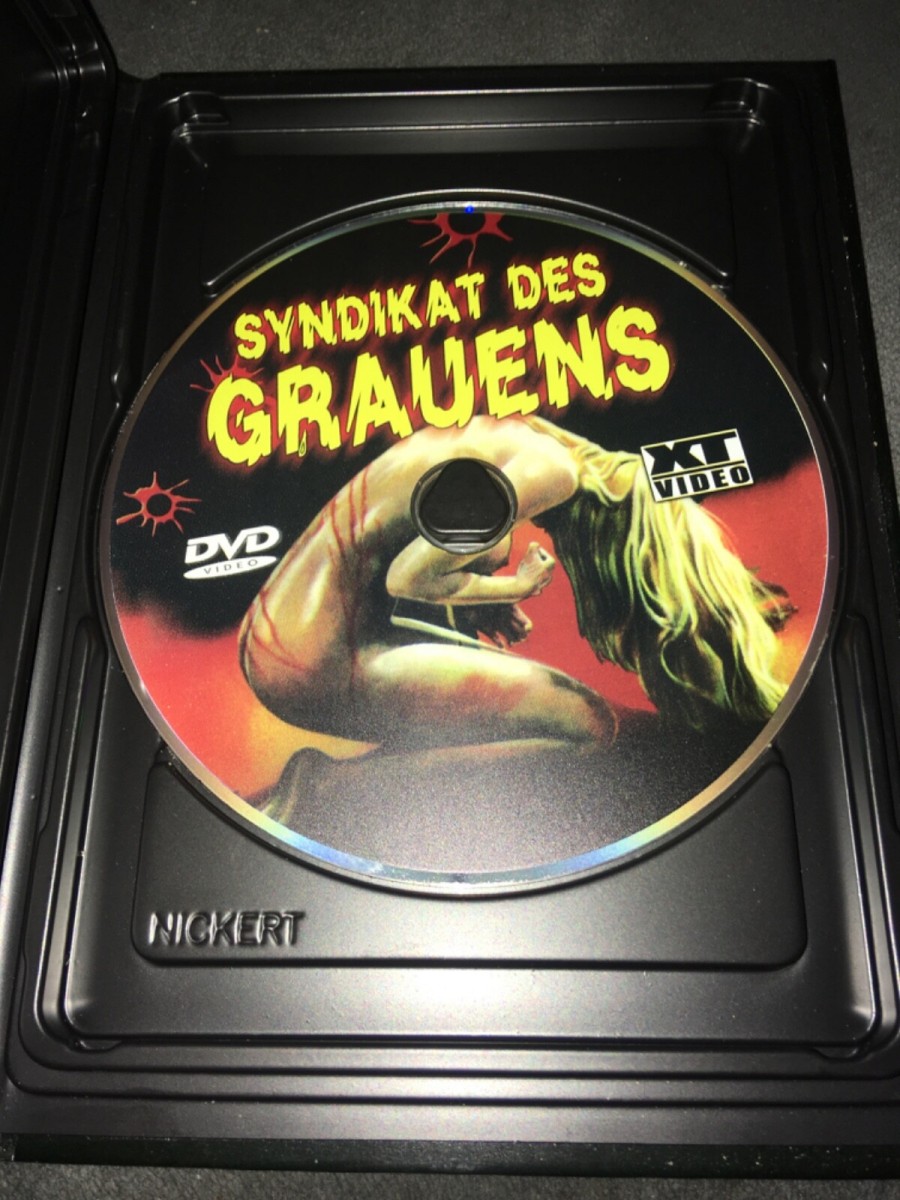 SYNDIKAT DES
GRAUENS
XT
VIDEO
DVD
VIDEO
NICKERT